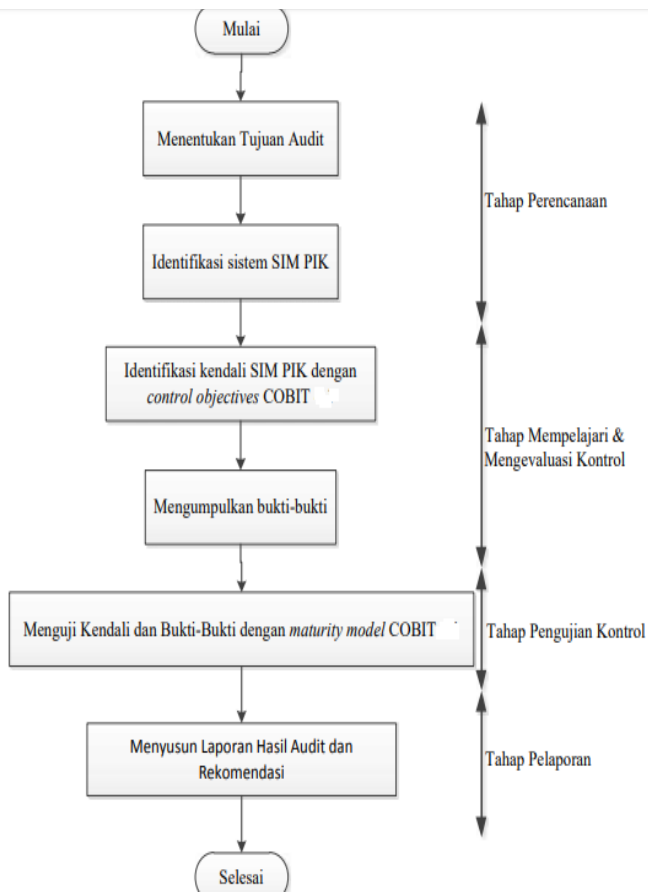 Mulai
Menentukan Tujuan Audit
Tahap Perencanaan
Identifikasi sistem SIM PIK
Identifikasi kendali SIM PIK dengan
control objectives COBIT
Tahap Mempelajari &
Mengevaluasi Kontrol
Mengumpulkan bukti-bukti
Menguji Kendali dan Bukti-Bukti dengan maturity model COBIT
Tahap Pengujian Kontrol
Menyusun Laporan Hasil Audit dan
Rekomendasi
Tahap Pelaporan
Selesai